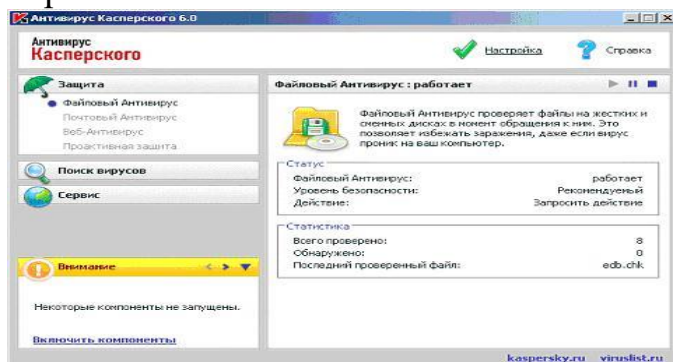 Антивирус Касперского 6.0
Антивирус
Касперского
Настройка
Справка
Защита
Файловый Антивирус
Почтовый Антивирус
Веб-Антивирус
Проактивная защита
Поиск вирусов
Сервис
Внимание
Некоторые компоненты не запущены.
Включить компоненты
Файловый Антивирус : работает
Файловый Антивирус проверяет файлы на жестких и
сменных дисках в момент обращения к ним. Это
позволяет избежать заражения, даже если вирус
проник на ваш компьютер.
Статус
Файловый Антивирус: работает
Уровень безопасности: Рекомендуемый
Действие: Запросить действие
Статистика
Всего проверено: 8
Обнаружено: 0
Последний проверенный файл: edb.chk
kaspersky.ru viruslist.ru